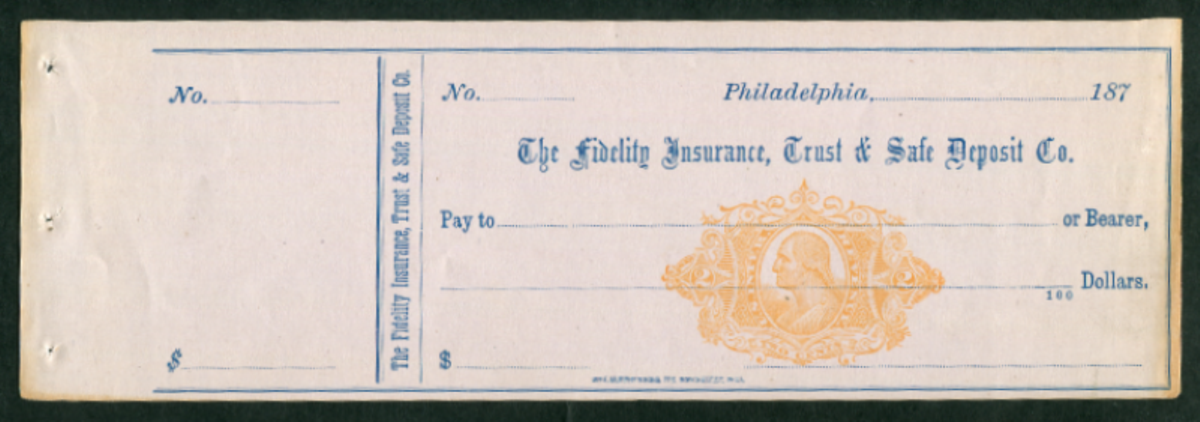 No.
$
The Fidelity Insurance, Trust & Safe Deposit Co.
No. Philadelphia, 187
The Fidelity Insurance, Trust & Safe Deposit Co.
Pay to or Bearer,
100 Dollars.
$